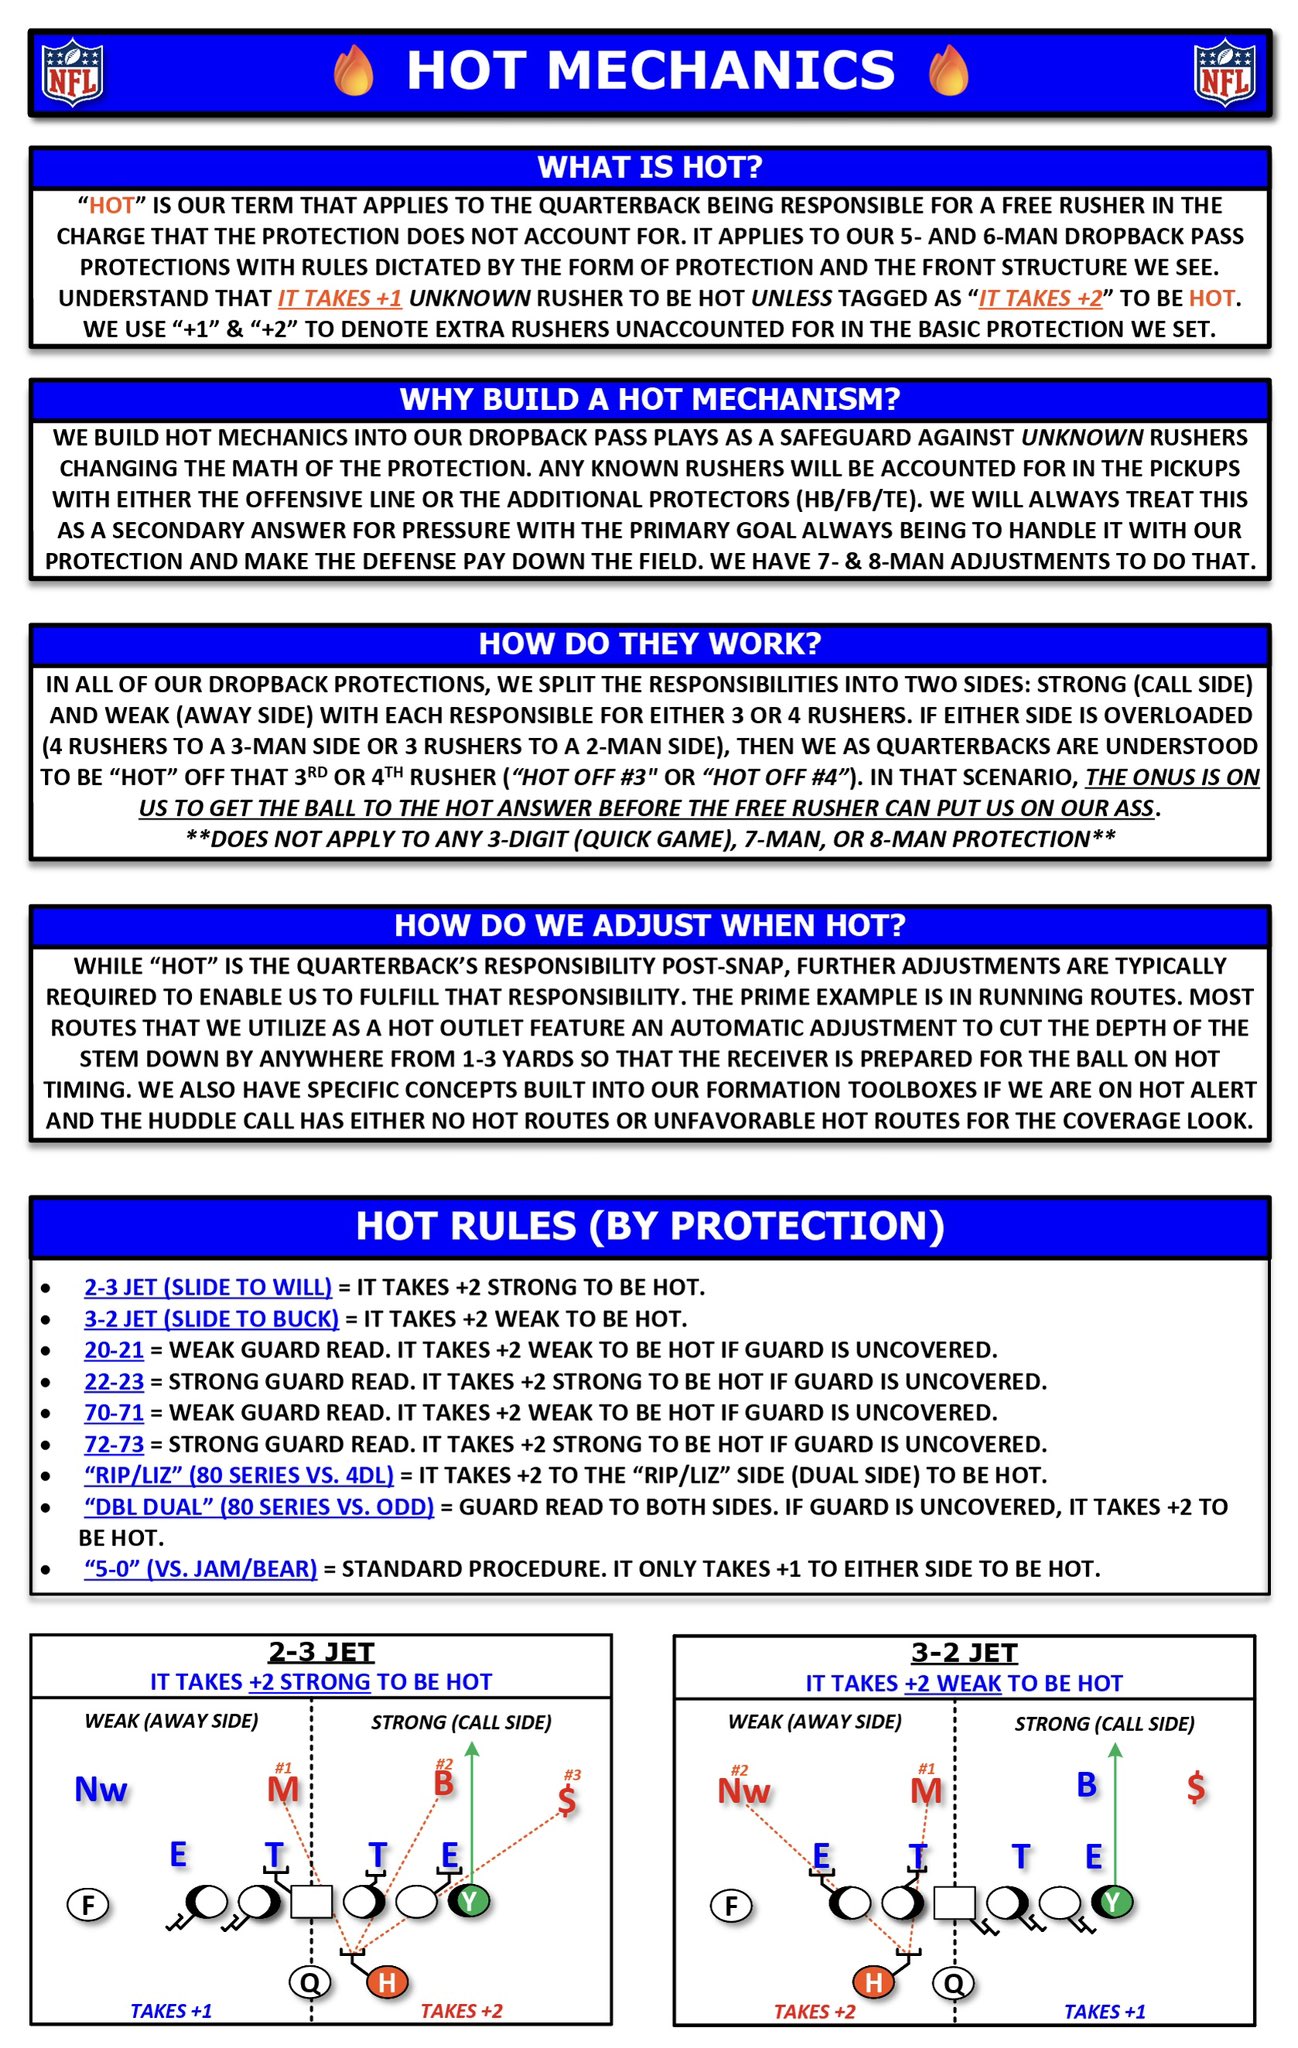 NFL
HOT MECHANICS
NFL
WHAT IS HOT?
“HOT” IS OUR TERM THAT APPLIES TO THE QUARTERBACK BEING RESPONSIBLE FOR A FREE RUSHER IN THE
CHARGE THAT THE PROTECTION DOES NOT ACCOUNT FOR. IT APPLIES TO OUR 5- AND 6-MAN DROPBACK PASS
PROTECTIONS WITH RULES DICTATED BY THE FORM OF PROTECTION AND THE FRONT STRUCTURE WE SEE.
UNDERSTAND THAT IT TAKES +1 UNKNOWN RUSHER TO BE HOT UNLESS TAGGED AS “IT TAKES +2” TO BE HOT.
WE USE “+1” & “+2” TO DENOTE EXTRA RUSHERS UNACCOUNTED FOR IN THE BASIC PROTECTION WE SET.
WHY BUILD A HOT MECHANISM?
WE BUILD HOT MECHANICS INTO OUR DROPBACK PASS PLAYS AS A SAFEGUARD AGAINST UNKNOWN RUSHERS
CHANGING THE MATH OF THE PROTECTION. ANY KNOWN RUSHERS WILL BE ACCOUNTED FOR IN THE PICKUPS
WITH EITHER THE OFFENSIVE LINE OR THE ADDITIONAL PROTECTORS (HB/FB/TE). WE WILL ALWAYS TREAT THIS
AS A SECONDARY ANSWER FOR PRESSURE WITH THE PRIMARY GOAL ALWAYS BEING TO HANDLE IT WITH OUR
PROTECTION AND MAKE THE DEFENSE PAY DOWN THE FIELD. WE HAVE 7- & 8-MAN ADJUSTMENTS TO DO THAT.
HOW DO THEY WORK?
IN ALL OF OUR DROPBACK PROTECTIONS, WE SPLIT THE RESPONSIBILITIES INTO TWO SIDES: STRONG (CALL SIDE)
AND WEAK (AWAY SIDE) WITH EACH RESPONSIBLE FOR EITHER 3 OR 4 RUSHERS. IF EITHER SIDE IS OVERLOADED
(4 RUSHERS TO A 3-MAN SIDE OR 3 RUSHERS TO A 2-MAN SIDE), THEN WE AS QUARTERBACKS ARE UNDERSTOOD
TO BE “HOT” OFF THAT 3RD OR 4TH RUSHER (“HOT OFF #3" OR “HOT OFF #4”). IN THAT SCENARIO, THE ONUS IS ON
US TO GET THE BALL TO THE HOT ANSWER BEFORE THE FREE RUSHER CAN PUT US ON OUR ASS.
**DOES NOT APPLY TO ANY 3-DIGIT (QUICK GAME), 7-MAN, OR 8-MAN PROTECTION**
HOW DO WE ADJUST WHEN HOT?
WHILE “HOT” IS THE QUARTERBACK’S RESPONSIBILITY POST-SNAP, FURTHER ADJUSTMENTS ARE TYPICALLY
REQUIRED TO ENABLE US TO FULFILL THAT RESPONSIBILITY. THE PRIME EXAMPLE IS IN RUNNING ROUTES. MOST
ROUTES THAT WE UTILIZE AS A HOT OUTLET FEATURE AN AUTOMATIC ADJUSTMENT TO CUT THE DEPTH OF THE
STEM DOWN BY ANYWHERE FROM 1-3 YARDS SO THAT THE RECEIVER IS PREPARED FOR THE BALL ON HOT
TIMING. WE ALSO HAVE SPECIFIC CONCEPTS BUILT INTO OUR FORMATION TOOLBOXES IF WE ARE ON HOT ALERT
AND THE HUDDLE CALL HAS EITHER NO HOT ROUTES OR UNFAVORABLE HOT ROUTES FOR THE COVERAGE LOOK.
HOT RULES (BY PROTECTION)
• 2-3 JET (SLIDE TO WILL) = IT TAKES +2 STRONG TO BE HOT.
• 3-2 JET (SLIDE TO BUCK) = IT TAKES +2 WEAK TO BE HOT.
• 20-21 = WEAK GUARD READ. IT TAKES +2 WEAK TO BE HOT IF GUARD IS UNCOVERED.
• 22-23 = STRONG GUARD READ. IT TAKES +2 STRONG TO BE HOT IF GUARD IS UNCOVERED.
• 70-71 = WEAK GUARD READ. IT TAKES +2 WEAK TO BE HOT IF GUARD IS UNCOVERED.
• 72-73 = STRONG GUARD READ. IT TAKES +2 STRONG TO BE HOT IF GUARD IS UNCOVERED.
• “RIP/LIZ” (80 SERIES VS. 4DL) = IT TAKES +2 TO THE “RIP/LIZ” SIDE (DUAL SIDE) TO BE HOT.
• “DBL DUAL” (80 SERIES VS. ODD) = GUARD READ TO BOTH SIDES. IF GUARD IS UNCOVERED, IT TAKES +2 TO
BE HOT.
• “5-0” (VS. JAM/BEAR) = STANDARD PROCEDURE. IT ONLY TAKES +1 TO EITHER SIDE TO BE HOT.
2-3 JET
IT TAKES +2 STRONG TO BE HOT
WEAK (AWAY SIDE) STRONG (CALL SIDE)
#1 #2 #3
Nw M B $
E T T E
F Y
Q H
TAKES +1 TAKES +2
3-2 JET
IT TAKES +2 WEAK TO BE HOT
WEAK (AWAY SIDE) STRONG (CALL SIDE)
#2 #1
Nw M B $
E T T E
F Y
H Q
TAKES +2 TAKES +1